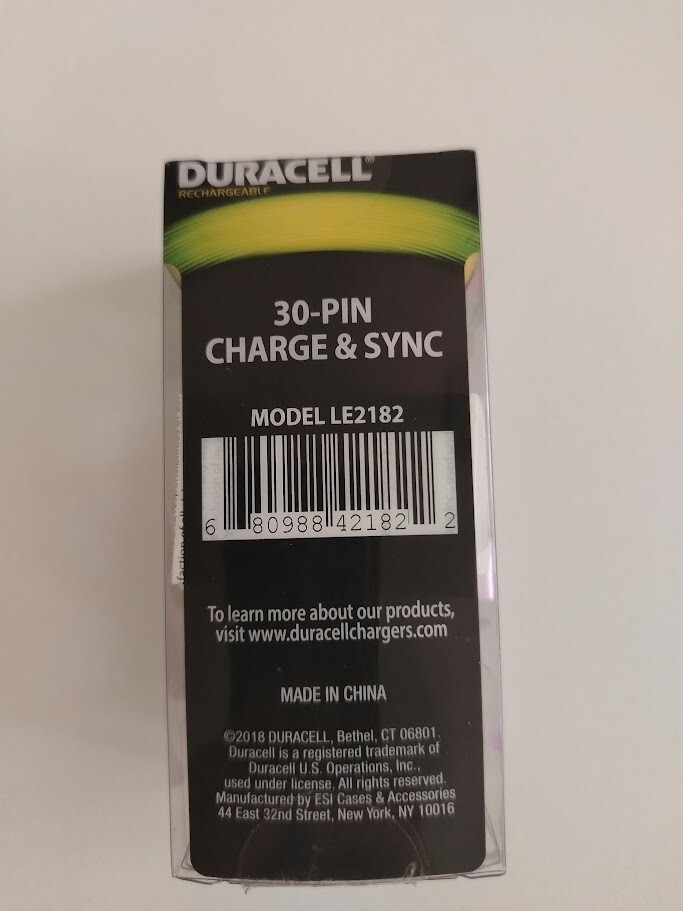 DURACELL®
RECHARGEABLE
30-PIN
CHARGE & SYNC
MODEL LE2182
6 80988 42182 2
To learn more about our products,
visit www.duracellchargers.com
MADE IN CHINA
©2018 DURACELL, Bethel, CT 06801.
Duracell is a registered trademark of
Duracell U.S. Operations, Inc.,
used under license. All rights reserved.
Manufactured by ESI Cases & Accessories
44 East 32nd Street, New York, NY 10016